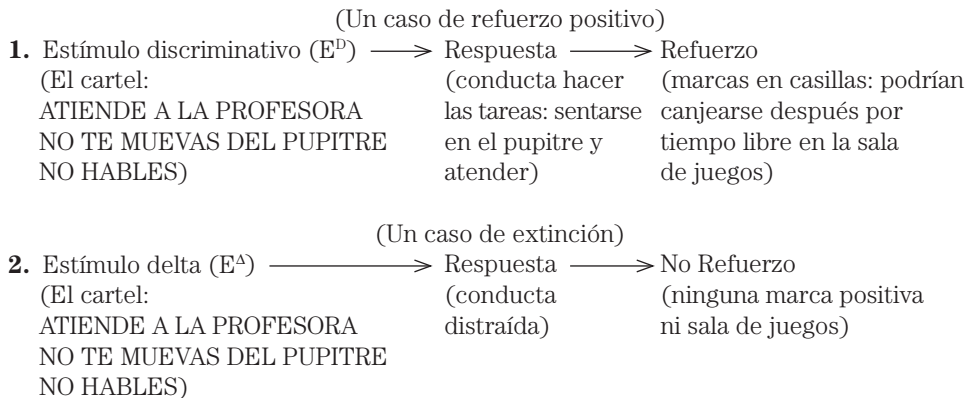 (Un caso de refuerzo positivo)
1. Estímulo discriminativo (Eᴰ) ⟶ Respuesta ⟶ Refuerzo
(El cartel: (conducta hacer (marcas en casillas: podrían
ATIENDE A LA PROFESORA las tareas: sentarse canjearse después por
NO TE MUEVAS DEL PUPITRE en el pupitre y tiempo libre en la sala
NO HABLES) atender) de juegos)
(Un caso de extinción)
2. Estímulo delta (E^Δ) ⟶ Respuesta ⟶ No Refuerzo
(El cartel: (conducta (ninguna marca positiva
ATIENDE A LA PROFESORA distraída) ni sala de juegos)
NO TE MUEVAS DEL PUPITRE
NO HABLES)